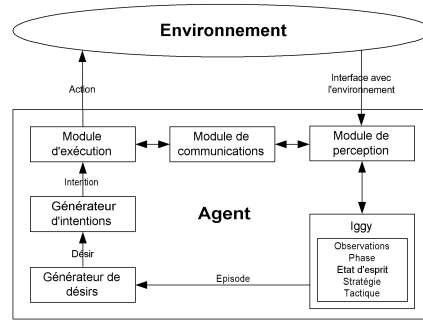 Environnement
Action
Interface avec
l'environnement
Module
d'exécution
Module de
communications
Module de
perception
Intention
Générateur
d'intentions
Agent
Iggy
Observations
Phase
Etat d'esprit
Stratégie
Tactique
Désir
Générateur de
désirs
Episode